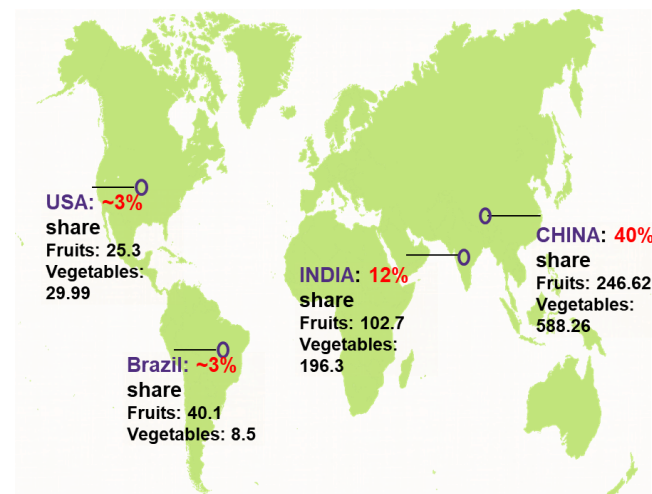 USA: ~3%
share
Fruits: 25.3
Vegetables:
29.99
CHINA: 40%
share
Fruits: 246.62
Vegetables:
588.26
INDIA: 12%
share
Fruits: 102.7
Vegetables:
196.3
Brazil: ~3%
share
Fruits: 40.1
Vegetables: 8.5